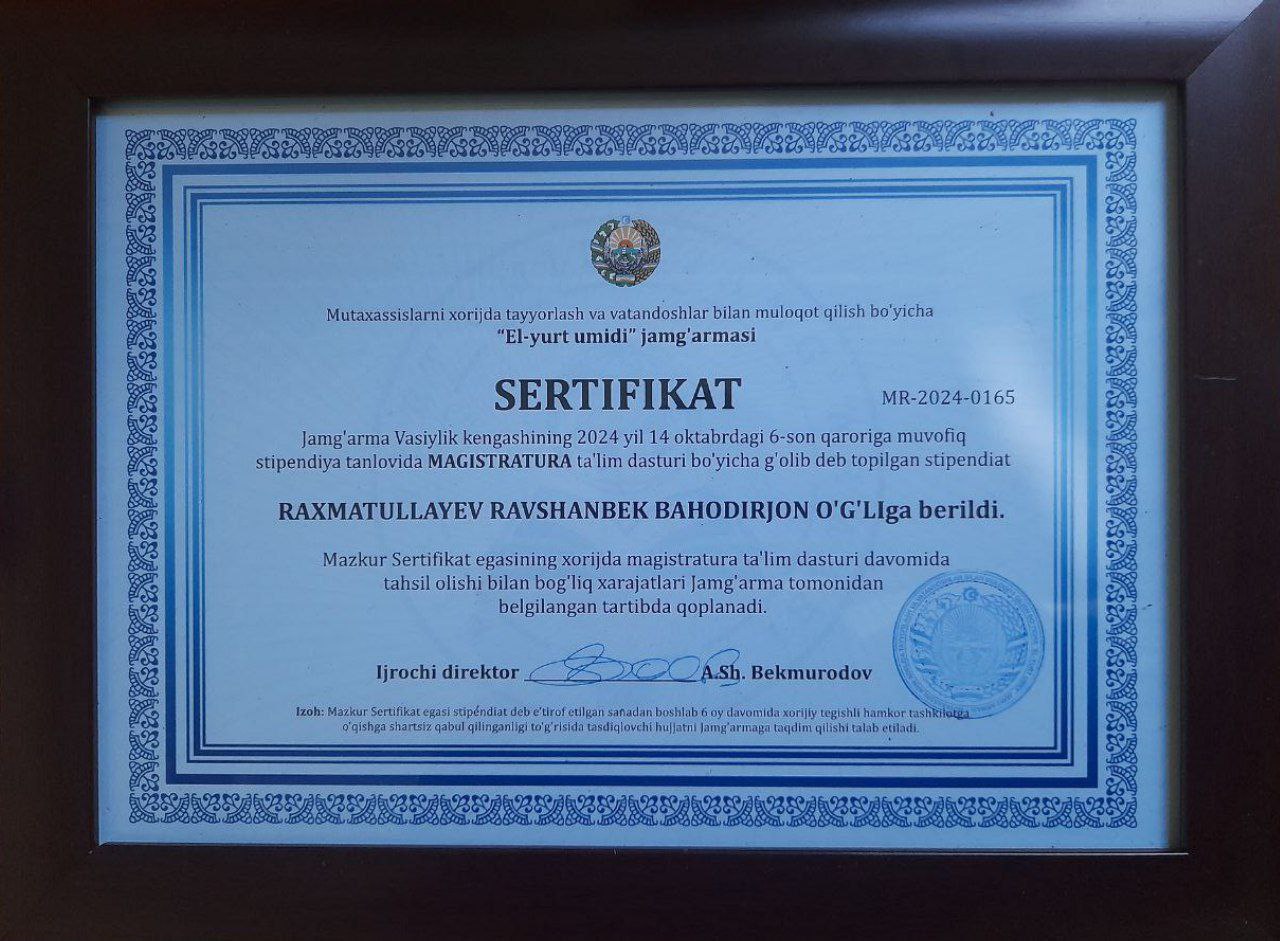 Mutaxassislarni xorijda tayyorlash va vatandoshlar bilan muloqot qilish bo'yicha
“El-yurt umidi” jamg'armasi
SERTIFIKAT
MR-2024-0165
Jamg'arma Vasiylik kengashining 2024 yil 14 oktabrdagi 6-son qaroriga muvofiq
stipendiya tanlovida MAGISTRATURA ta'lim dasturi bo'yicha g'olib deb topilgan stipendiat
RAXMATULLAYEV RAVSHANBEK BAHODIRJON O'G'LIga berildi.
Mazkur Sertifikat egasining xorijda magistratura ta'lim dasturi davomida
tahsil olishi bilan bog'liq xarajatlari Jamg'arma tomonidan
belgilangan tartibda qoplanadi.
Ijrochi direktor A.Sh. Bekmurodov
Izoh: Mazkur Sertifikat egasi stipendiat deb e'tirof etilgan sanadan boshlab 6 oy davomida xorijiy tegishli hamkor tashkilotga
o'qishga shartsiz qabul qilinganligi to'g'risida tasdiqlovchi hujjatni Jamg'armaga taqdim qilishi talab etiladi.